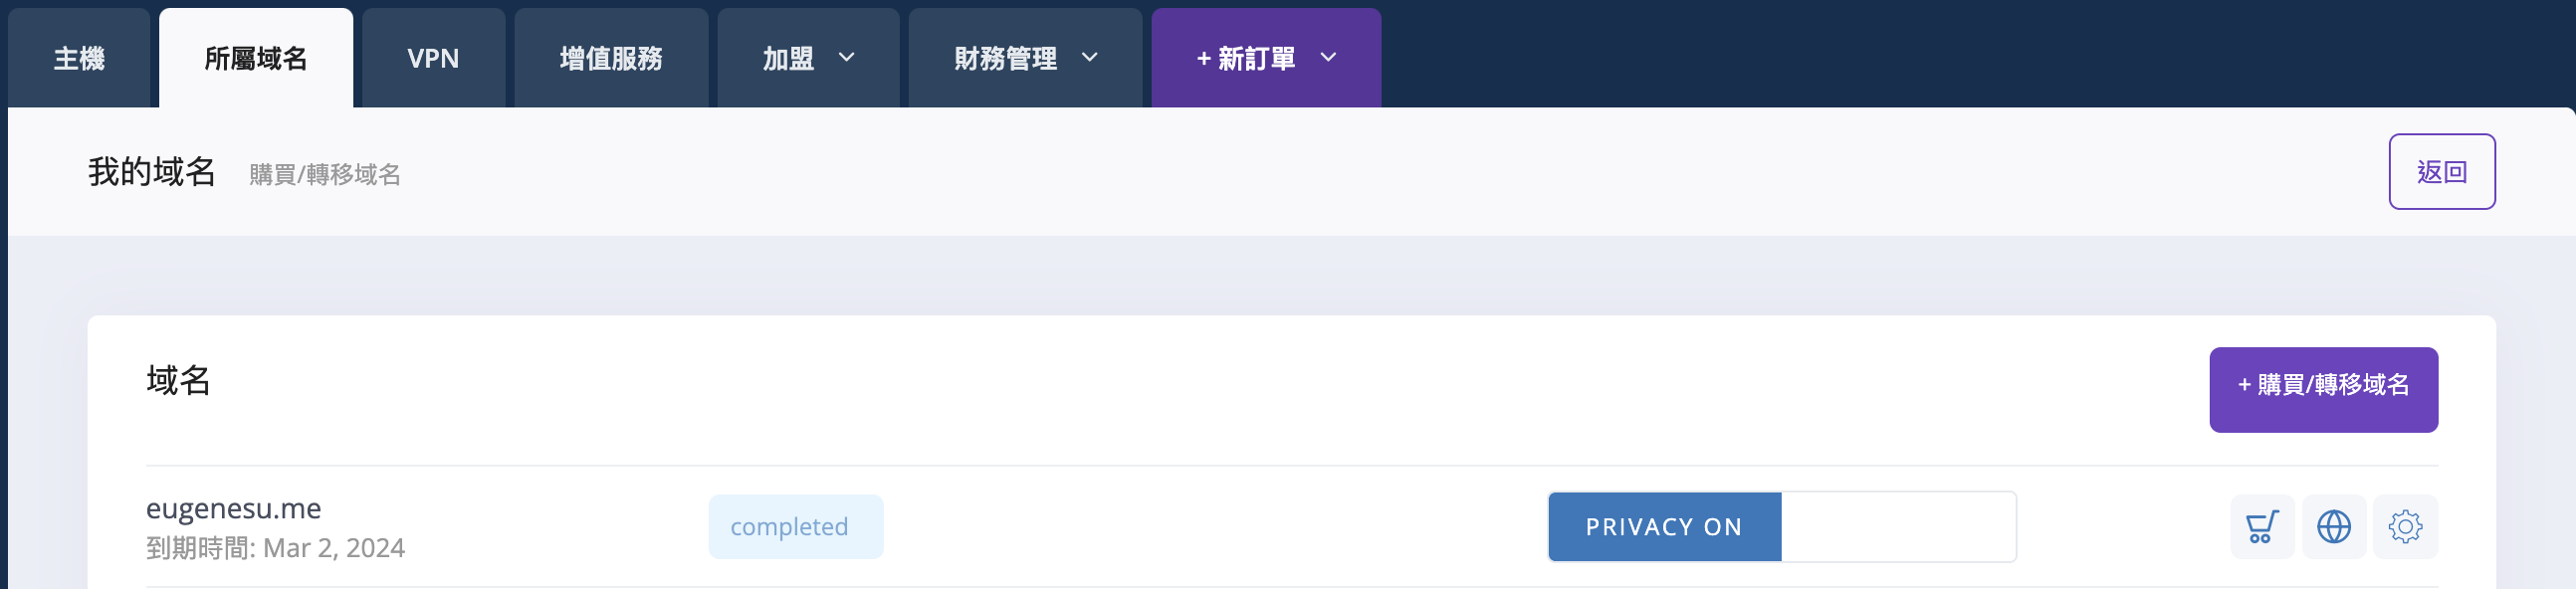 主機 所屬域名 VPN 增值服務 加盟 財務管理 + 新訂單
我的域名 購買/轉移域名 返回
域名 + 購買/轉移域名
eugenesu.me completed PRIVACY ON
到期時間: Mar 2, 2024